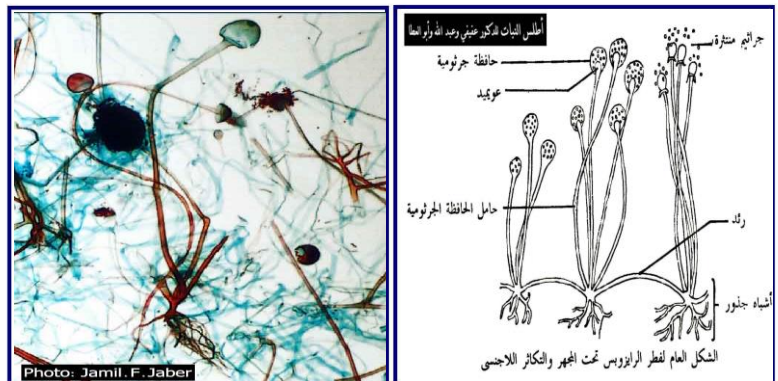 Photo: Jamil.F.Jaber
أطلس النبات للدكتور عفيفي وعبد الله وأبو العطا
جراثيم منتثرة
حافظة جرثومية
عويميد
حامل الحافظة الجرثومية
رئد
أشباه جذور
الشكل العام لفطر الرايزوبس تحت المجهر والتكاثر اللاجنسى